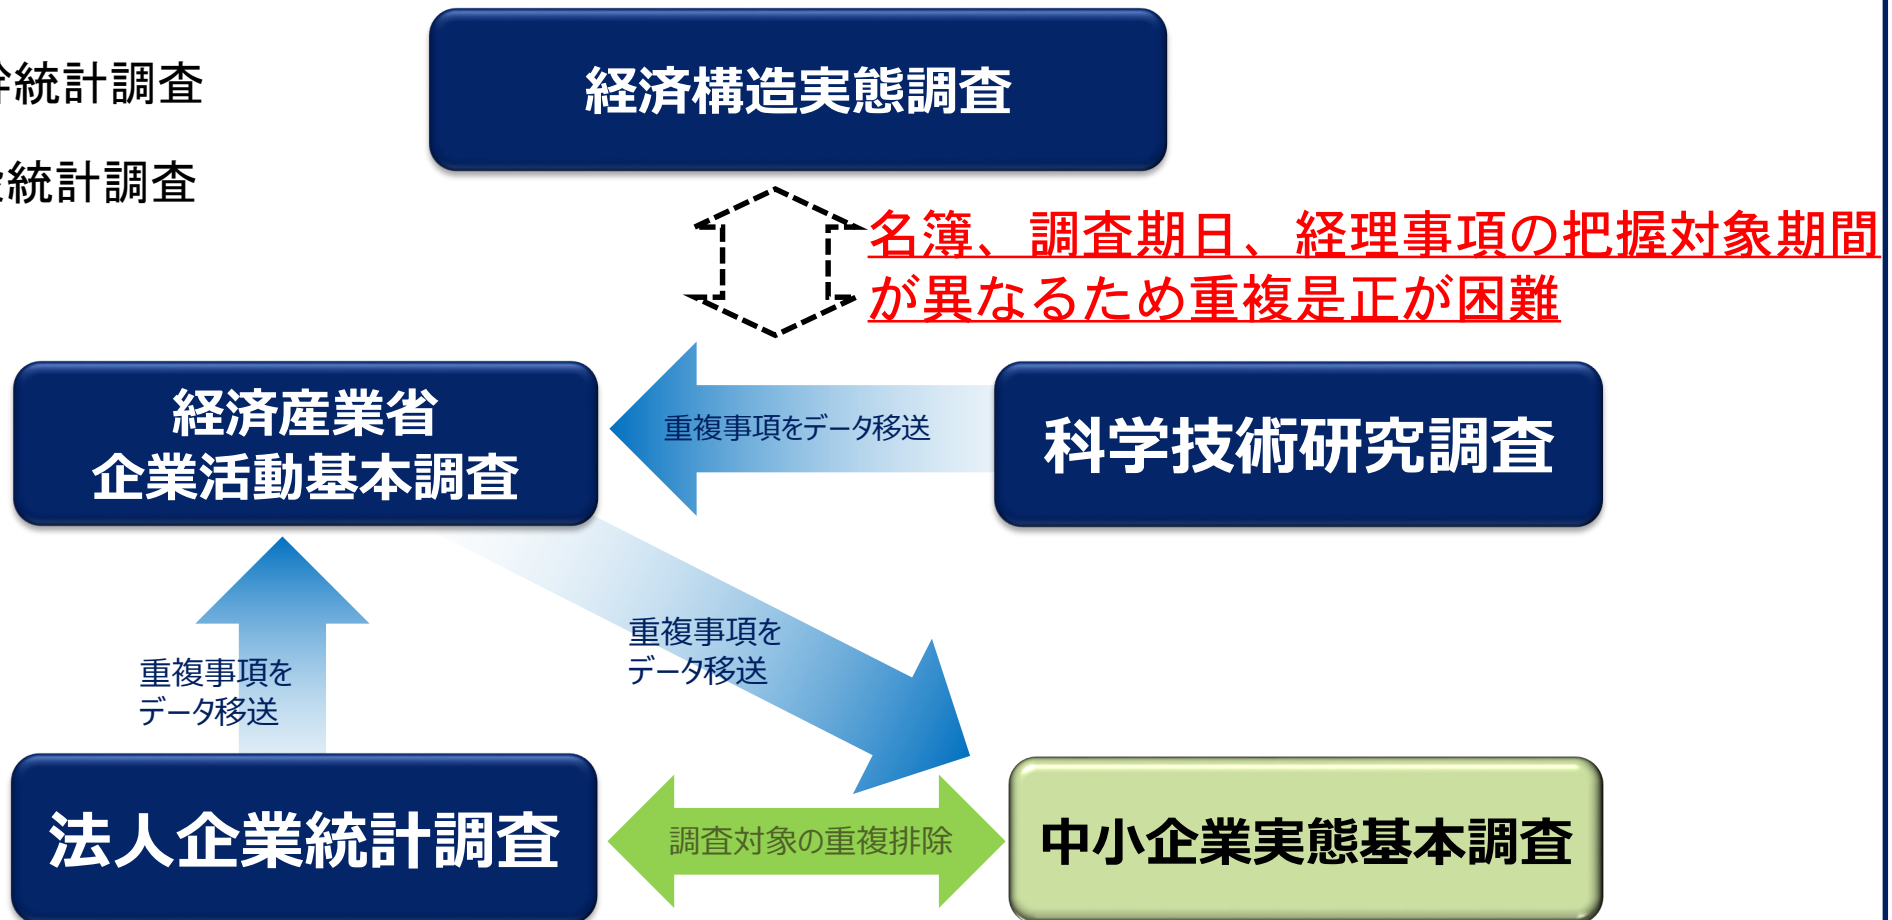 経済構造実態調査
幹統計調査
統計調査
名簿、調査期日、経理事項の把握対象期間
が異なるため重複是正が困難
経済産業省
企業活動基本調査
重複事項をデータ移送
科学技術研究調査
重複事項を
データ移送
重複事項を
データ移送
法人企業統計調査
調査対象の重複排除
中小企業実態基本調査